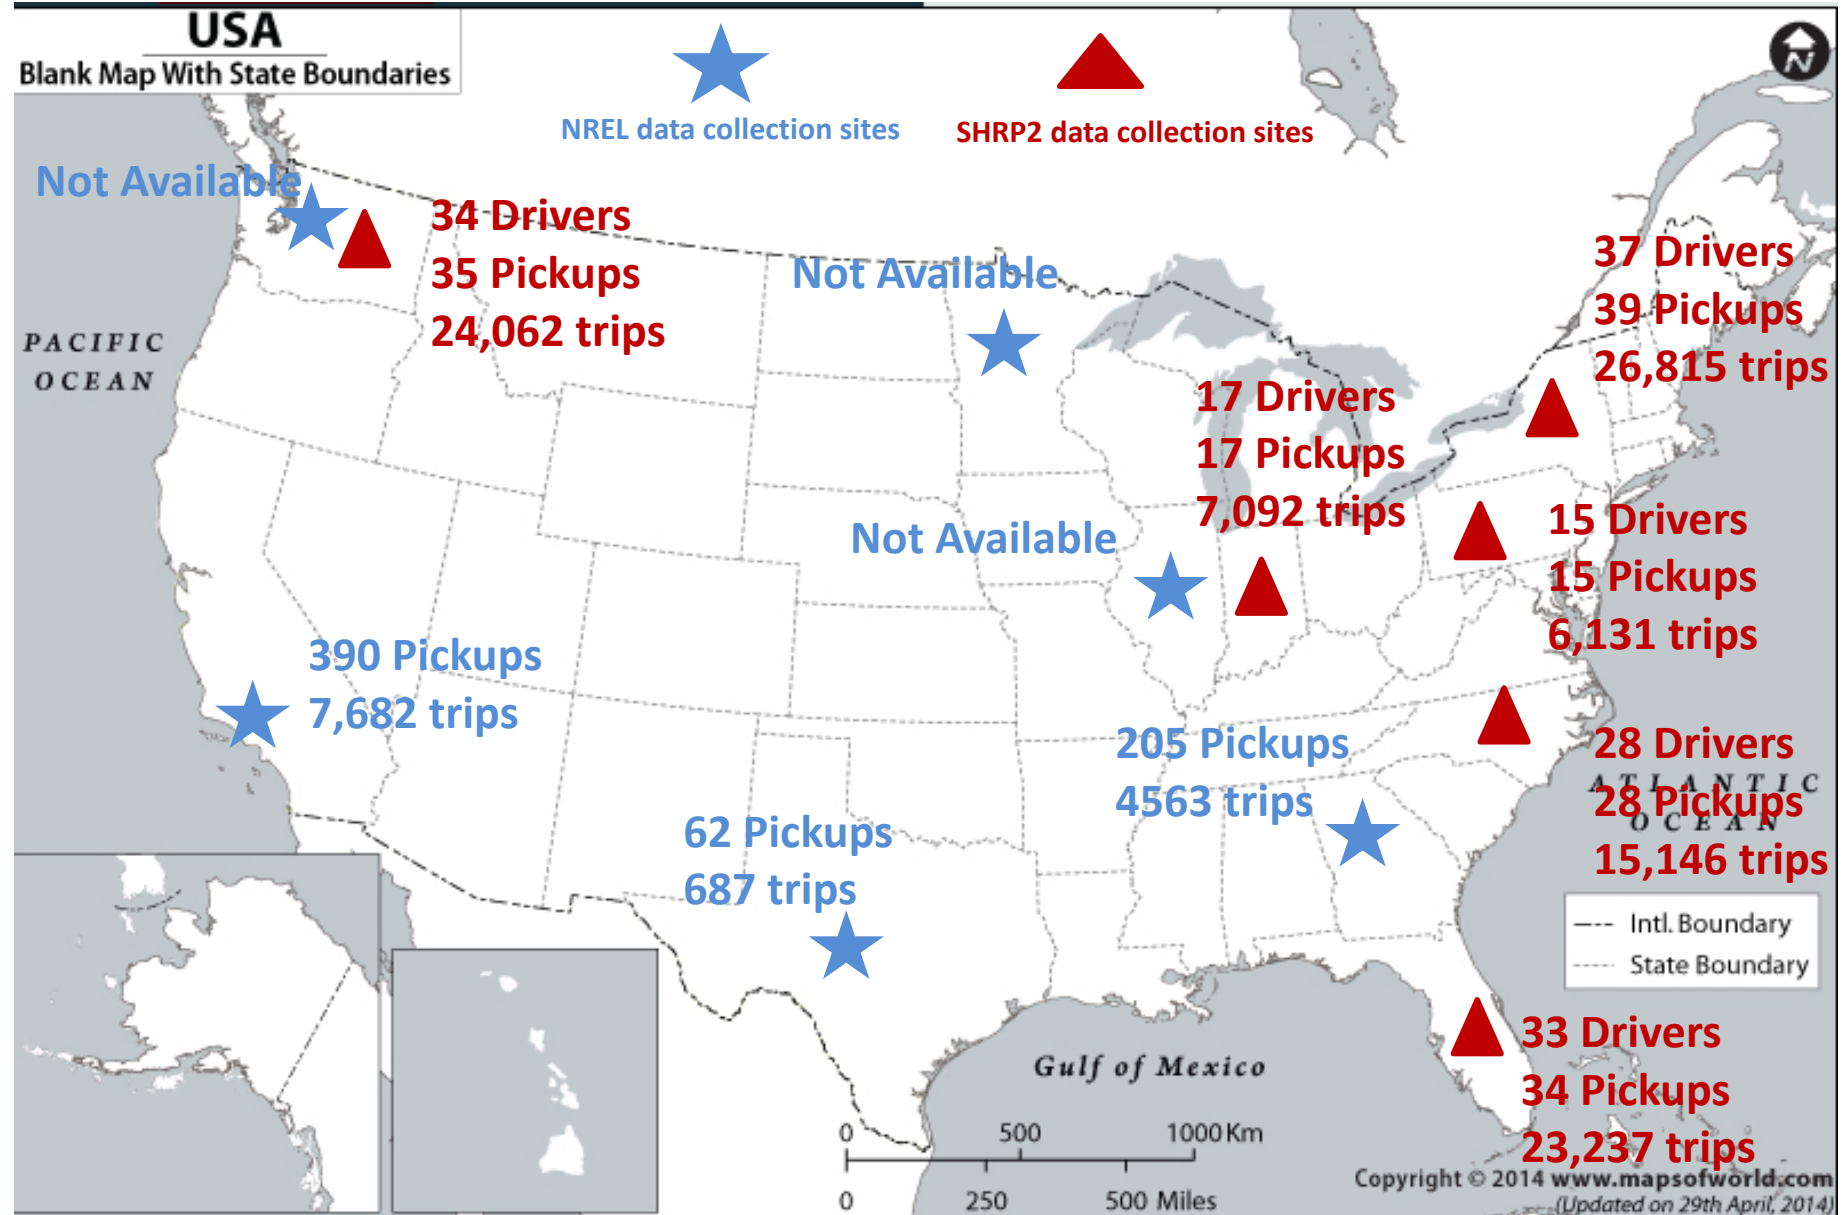 USA
Blank Map With State Boundaries
NREL data collection sites
SHRP2 data collection sites
N
Not Available
34 Drivers
35 Pickups
24,062 trips
Not Available
37 Drivers
39 Pickups
26,815 trips
PACIFIC
OCEAN
17 Drivers
17 Pickups
7,092 trips
Not Available
15 Drivers
15 Pickups
6,131 trips
390 Pickups
7,682 trips
205 Pickups
4563 trips
28 Drivers
28 Pickups
15,146 trips
ATLANTIC
OCEAN
62 Pickups
687 trips
Intl. Boundary
State Boundary
33 Drivers
34 Pickups
23,237 trips
Gulf of Mexico
0 500 1000 Km
0 250 500 Miles
Copyright © 2014 www.mapsofworld.com
(Updated on 29th April, 2014)